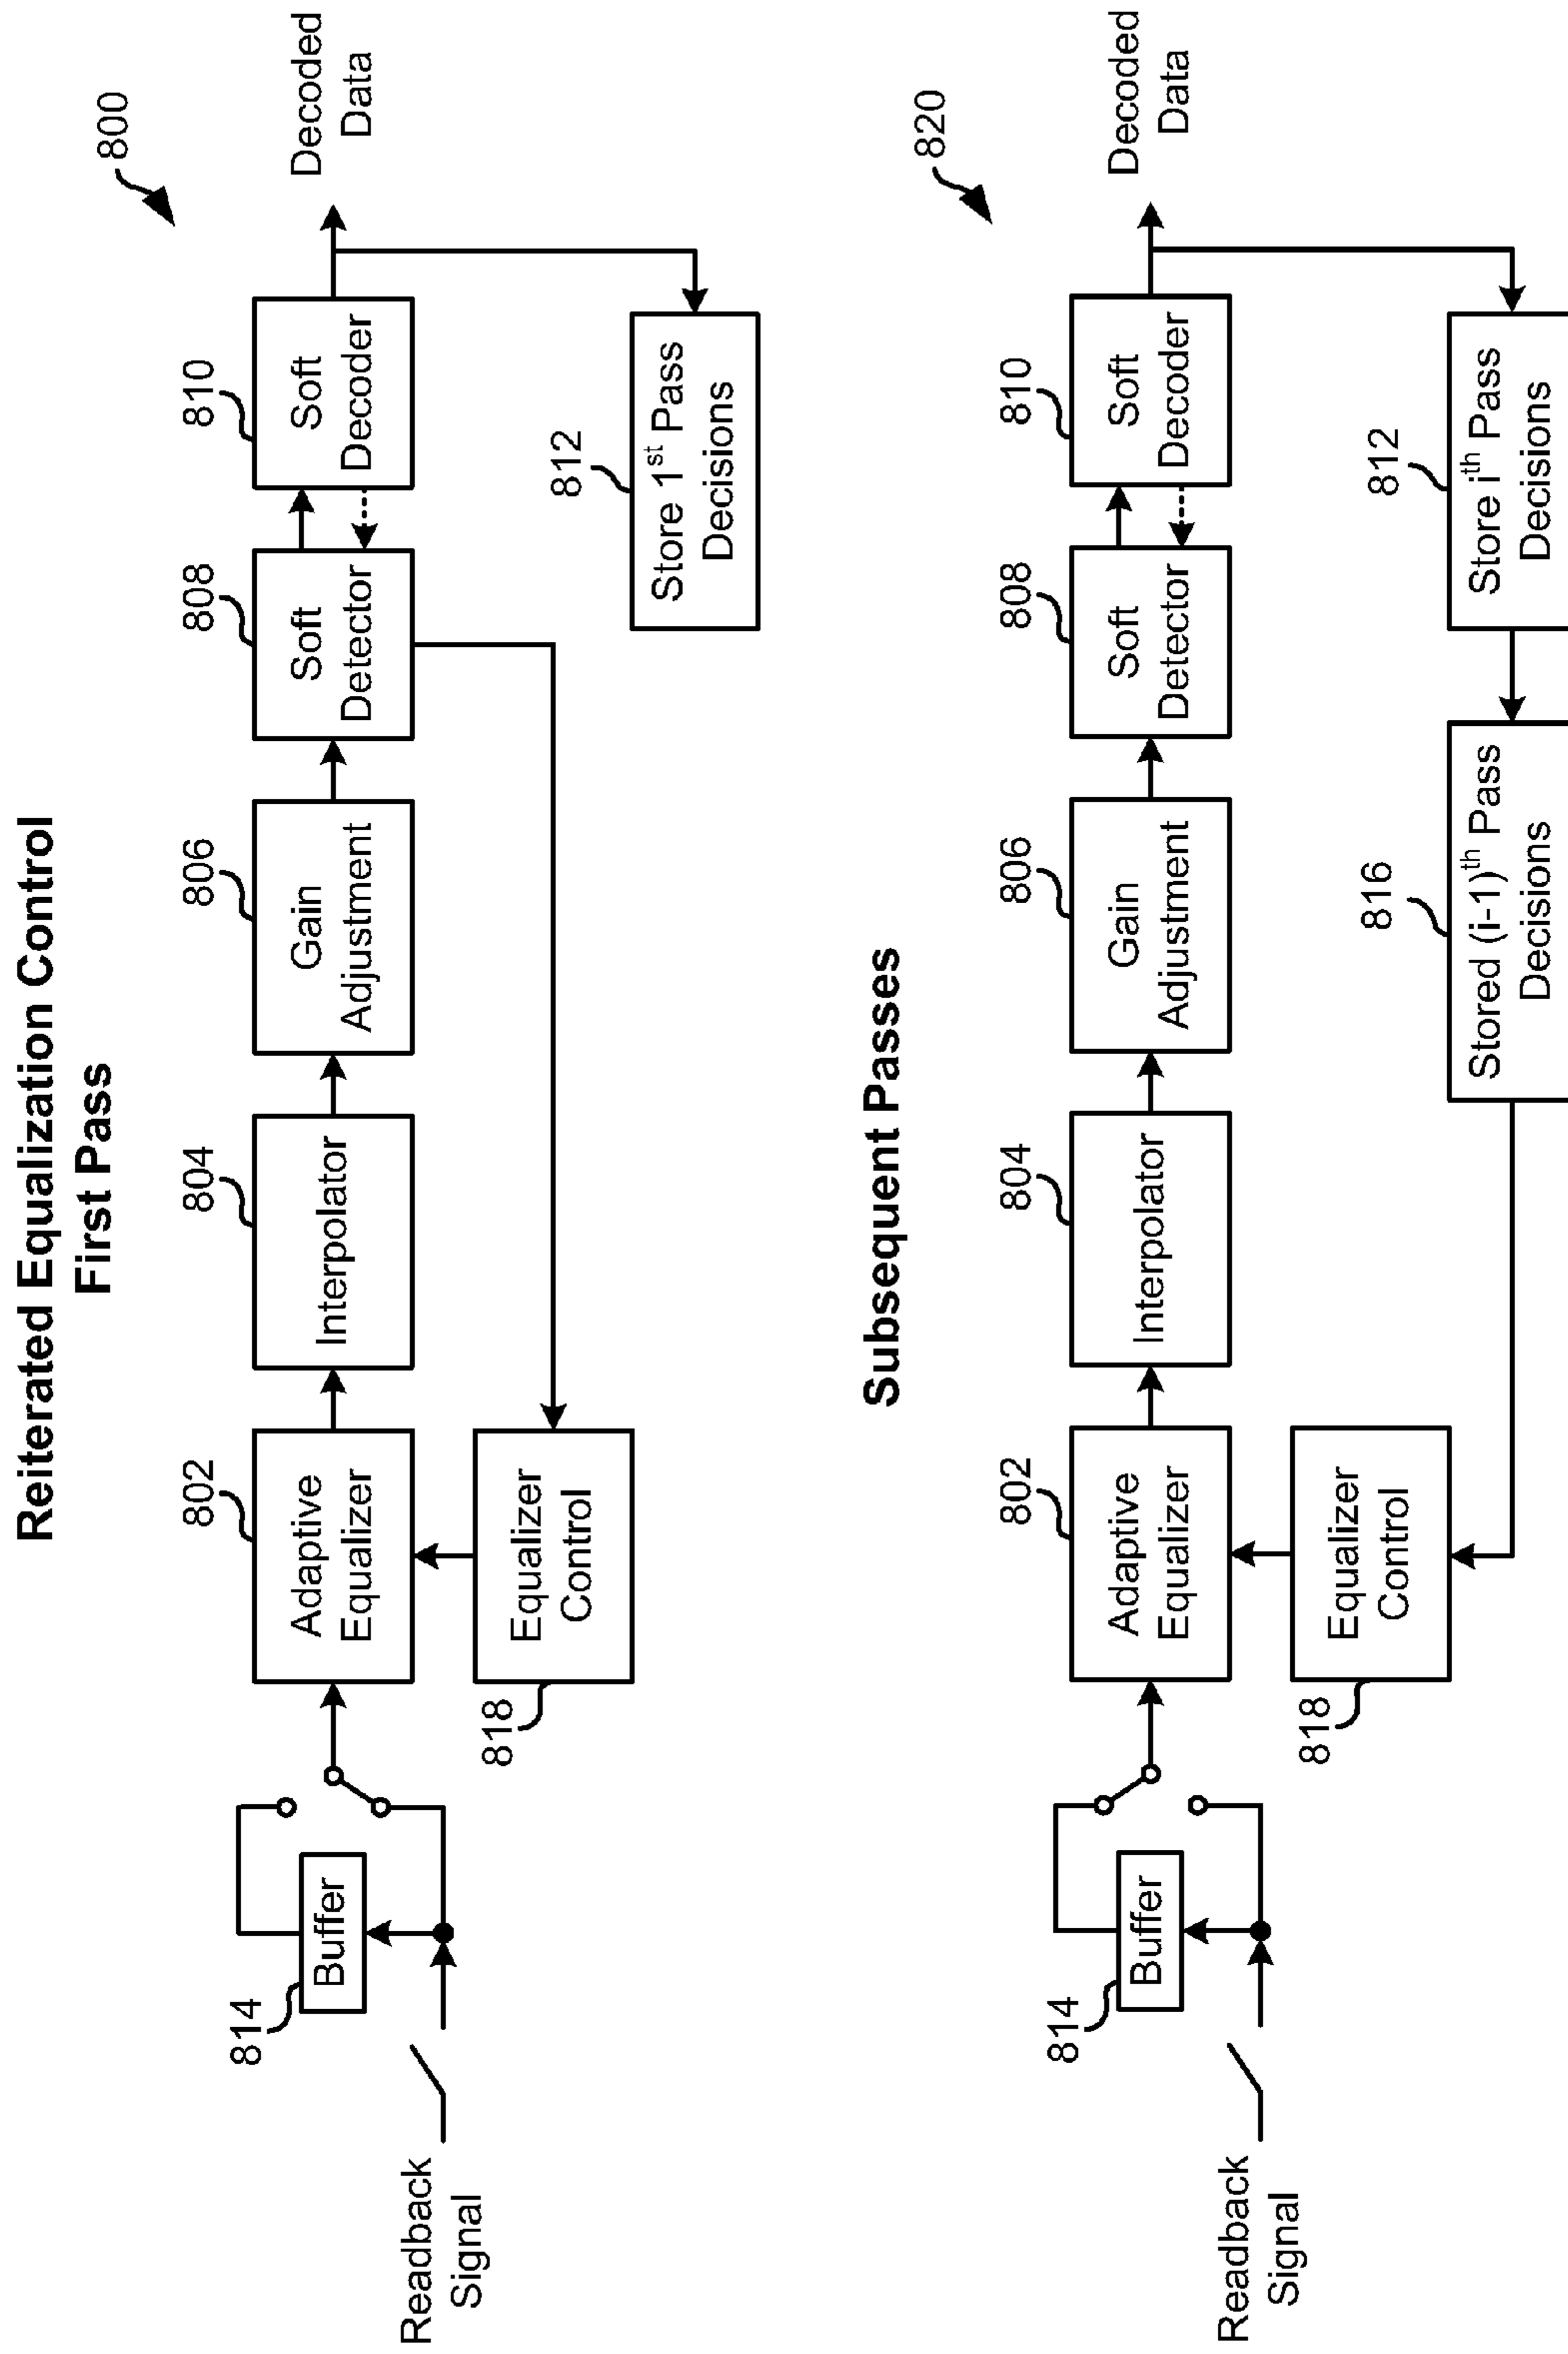 Reiterated Equalization Control
First Pass
800
Readback
Signal
814
Buffer
802
Adaptive
Equalizer
818
Equalizer
Control
804
Interpolator
806
Gain
Adjustment
808
Soft
Detector
810
Soft
Decoder
Decoded
Data
812
Store 1st Pass
Decisions
Subsequent Passes
820
Readback
Signal
814
Buffer
802
Adaptive
Equalizer
818
Equalizer
Control
804
Interpolator
806
Gain
Adjustment
808
Soft
Detector
810
Soft
Decoder
Decoded
Data
816
Stored (i-1)th Pass
Decisions
812
Store ith Pass
Decisions